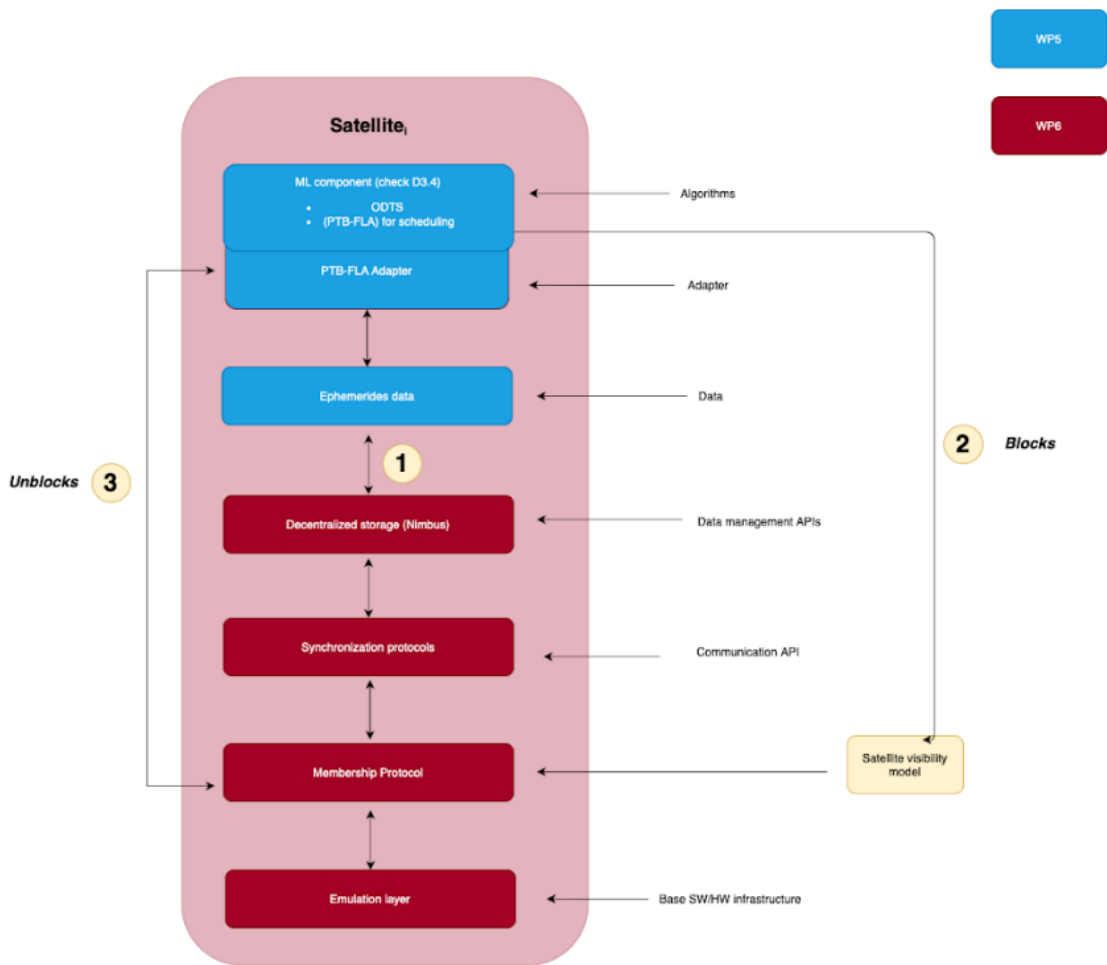 WP5
WP6
Satellitei
ML component (check D3.4)
• ODTS
• (PTB-FLA) for scheduling
Algorithms
PTB-FLA Adapter
Adapter
Ephemerides data
Data
1
2
Blocks
Unblocks
3
Decentralized storage (Nimbus)
Data management APIs
Synchronization protocols
Communication API
Satellite visibility
model
Membership Protocol
Emulation layer
Base SW/HW infrastructure